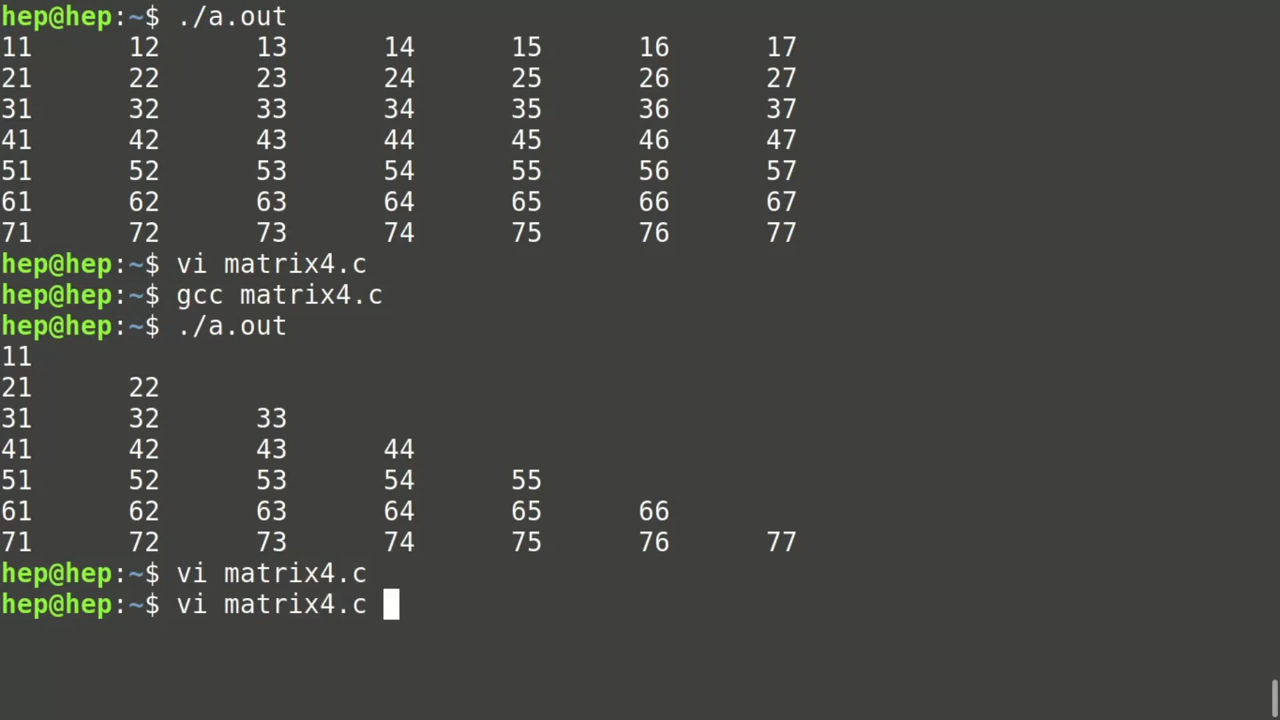 hep@hep:~$ ./a.out
11 12 13 14 15 16 17
21 22 23 24 25 26 27
31 32 33 34 35 36 37
41 42 43 44 45 46 47
51 52 53 54 55 56 57
61 62 63 64 65 66 67
71 72 73 74 75 76 77
hep@hep:~$ vi matrix4.c
hep@hep:~$ gcc matrix4.c
hep@hep:~$ ./a.out
11
21 22
31 32 33
41 42 43 44
51 52 53 54 55
61 62 63 64 65 66
71 72 73 74 75 76 77
hep@hep:~$ vi matrix4.c
hep@hep:~$ vi matrix4.c